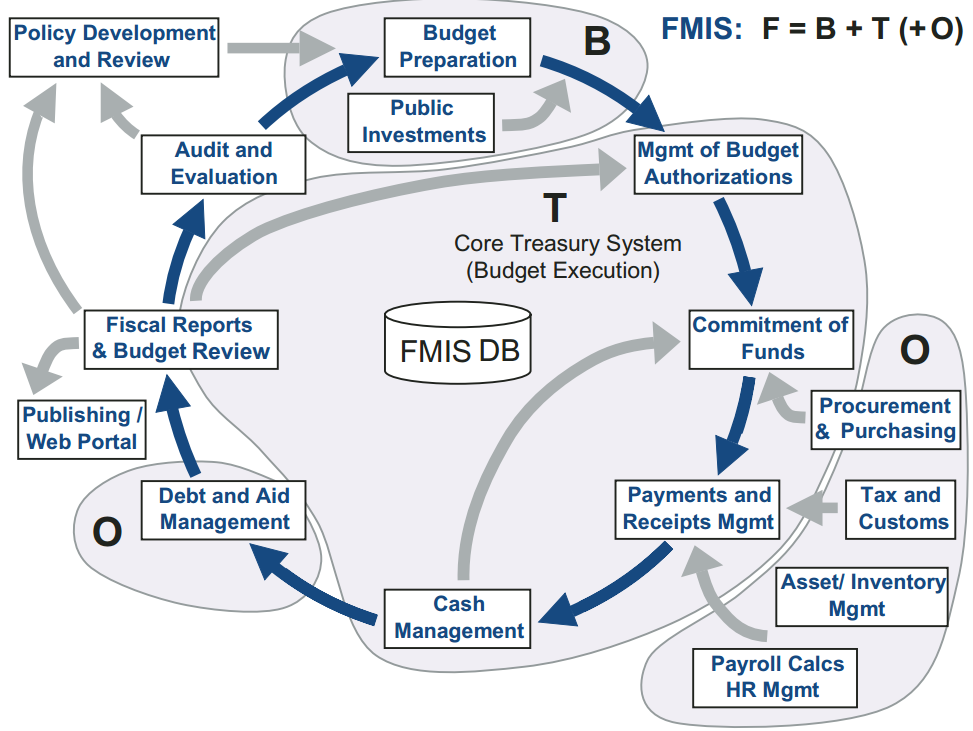 FMIS: F = B + T (+ O)
Policy Development
and Review
Budget
Preparation
B
Public
Investments
Audit and
Evaluation
Mgmt of Budget
Authorizations
T
Core Treasury System
(Budget Execution)
Fiscal Reports
& Budget Review
FMIS DB
Commitment of
Funds
O
Publishing /
Web Portal
Procurement
& Purchasing
Debt and Aid
Management
O
Payments and
Receipts Mgmt
Tax and
Customs
Cash
Management
Asset/ Inventory
Mgmt
Payroll Calcs
HR Mgmt